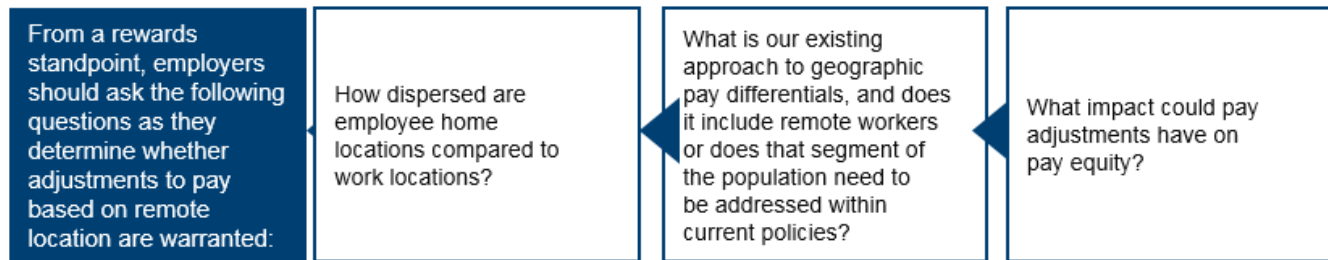 From a rewards
standpoint, employers
should ask the following
questions as they
determine whether
adjustments to pay
based on remote
location are warranted:
How dispersed are
employee home
locations compared to
work locations?
What is our existing
approach to geographic
pay differentials, and does
it include remote workers
or does that segment of
the population need to
be addressed within
current policies?
What impact could pay
adjustments have on
pay equity?